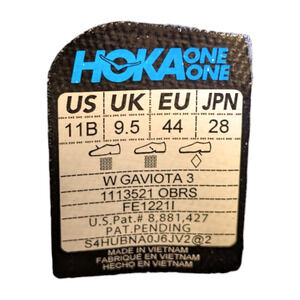 HOKA ONE ONE
US UK EU JPN
11B 9.5 44 28
W GAVIOTA 3
1113521 OBRS
FE1221I
U.S.Pat.# 8,881,427
PAT.PENDING
S4HUBNA0J6JV2@2
MADE IN VIETNAM
FABRIQUÉ EN VIETNAM
HECHO EN VIETNAM